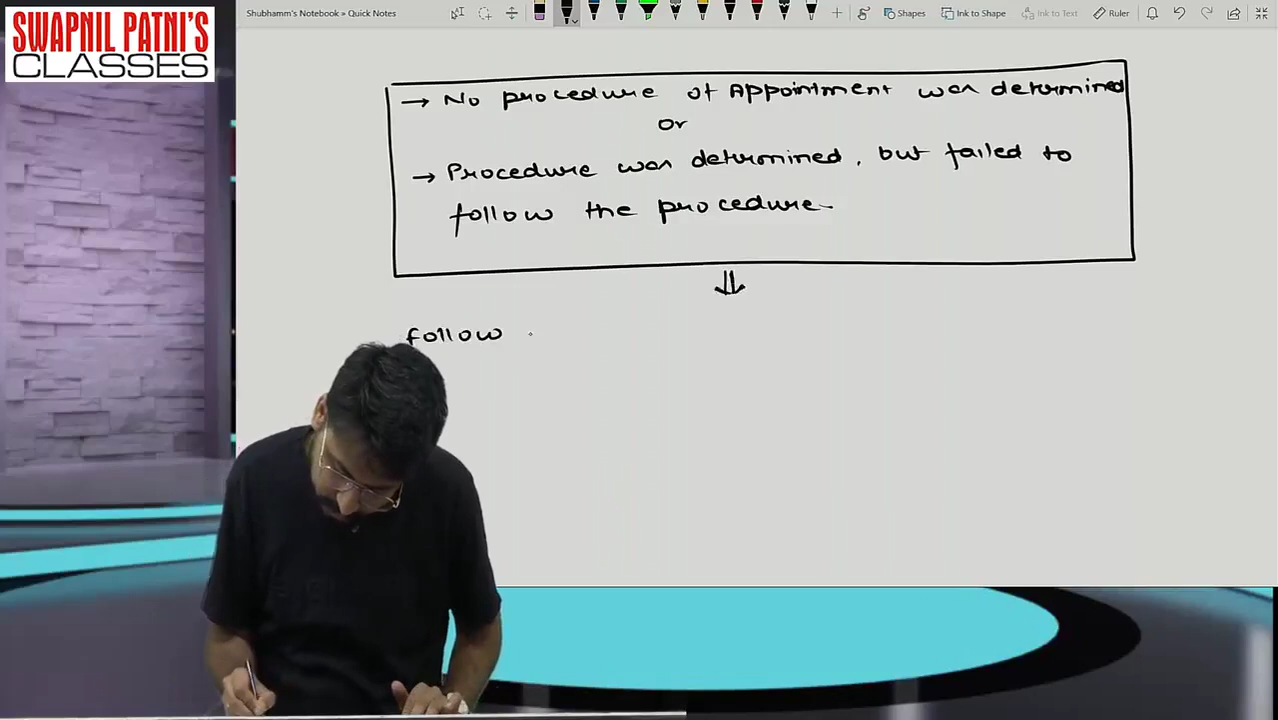 SWAPNIL PATNI'S
CLASSES
Shubhamm's Notebook » Quick Notes
Shapes
Ink to Shape
Ink to Text
Ruler
→ No procedure of Appointment was determined
or
→ Procedure was determined, but failed to
follow the procedure.
follow